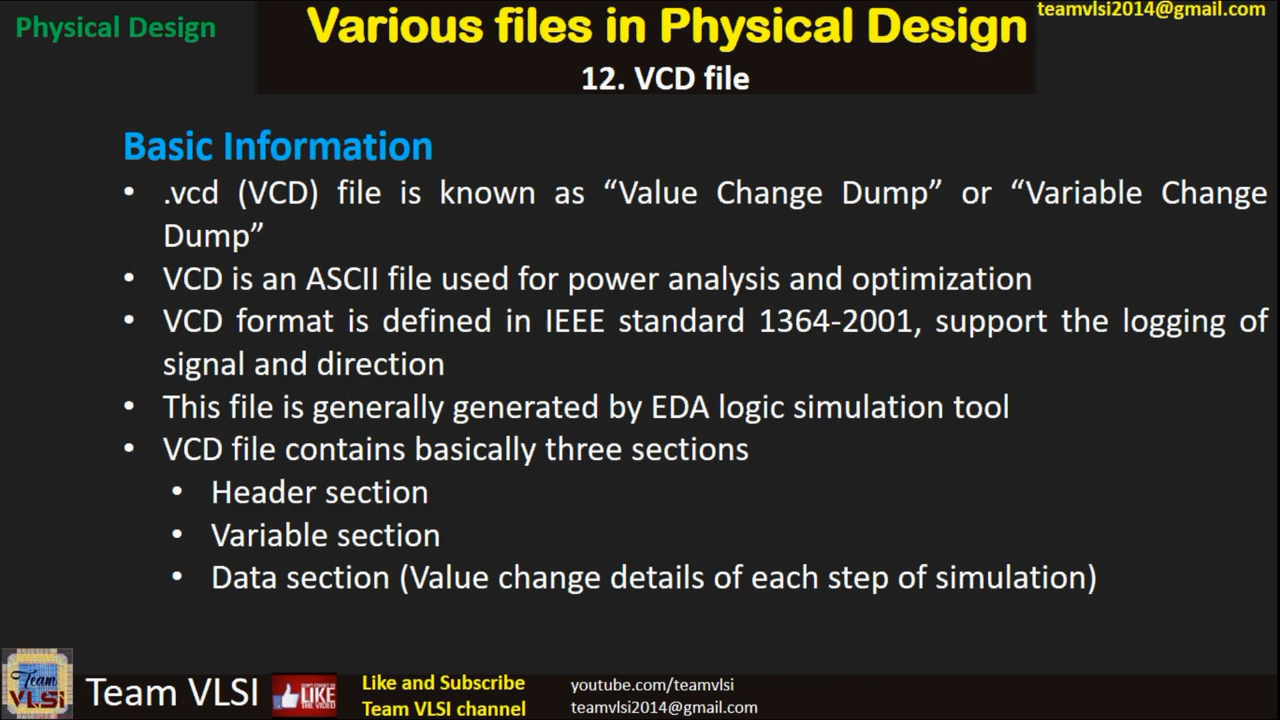 Physical Design
Various files in Physical Design
teamvlsi2014@gmail.com
12. VCD file
Basic Information
• .vcd (VCD) file is known as “Value Change Dump” or “Variable Change
Dump”
• VCD is an ASCII file used for power analysis and optimization
• VCD format is defined in IEEE standard 1364-2001, support the logging of
signal and direction
• This file is generally generated by EDA logic simulation tool
• VCD file contains basically three sections
• Header section
• Variable section
• Data section (Value change details of each step of simulation)
Team
VLSI
Team VLSI
LIKE
Like and Subscribe
Team VLSI channel
youtube.com/teamvlsi
teamvlsi2014@gmail.com